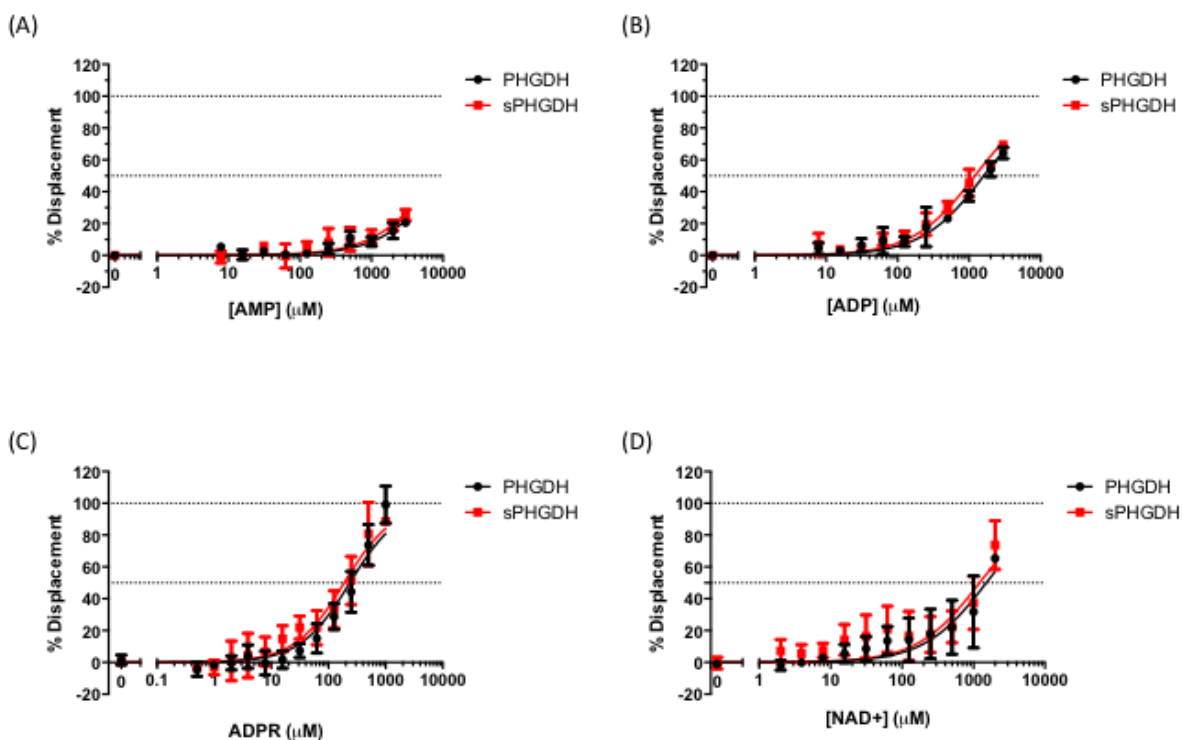 (A)
120
100
80
60
40
20
0
-20
% Displacement
0 1 10 100 1000 10000
[AMP] (μM)
PHGDH
sPHGDH
(B)
120
100
80
60
40
20
0
-20
% Displacement
0 1 10 100 1000 10000
[ADP] (μM)
PHGDH
sPHGDH
(C)
120
100
80
60
40
20
0
-20
% Displacement
0 0.1 1 10 100 1000 10000
ADPR (μM)
PHGDH
sPHGDH
(D)
120
100
80
60
40
20
0
-20
% Displacement
0 1 10 100 1000 10000
[NAD+] (μM)
PHGDH
sPHGDH